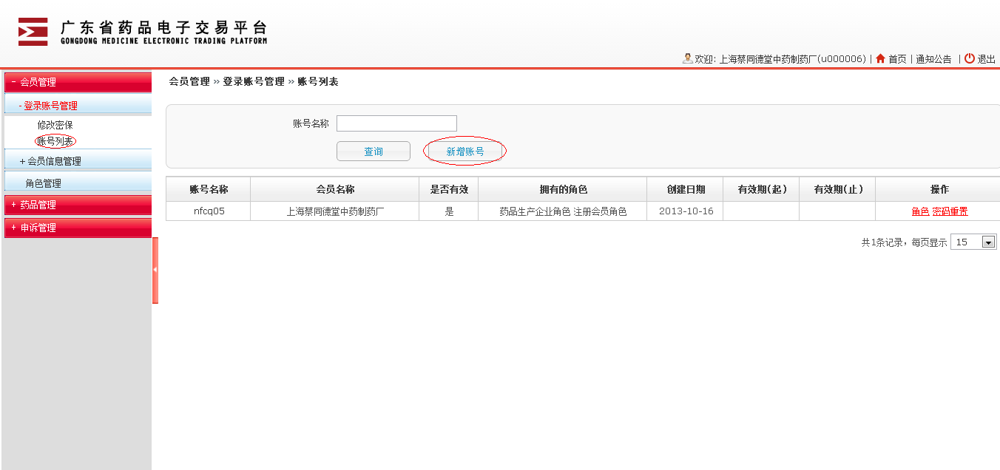 广东省药品电子交易平台
GONGDONG MEDICINE ELECTRONIC TRADING PLATFORM
欢迎: 上海蔡同德堂中药制药厂(u000006) | 首页 | 通知公告 | 退出
- 会员管理
- 登录账号管理
修改密保
账号列表
+ 会员信息管理
角色管理
+ 药品管理
+ 申诉管理
会员管理 » 登录账号管理 » 账号列表
账号名称
查询 新增账号
账号名称 会员名称 是否有效 拥有的角色 创建日期 有效期(起) 有效期(止) 操作
nfcq05 上海蔡同德堂中药制药厂 是 药品生产企业角色 注册会员角色 2013-10-16 角色 密码重置
共1条记录，每页显示 15